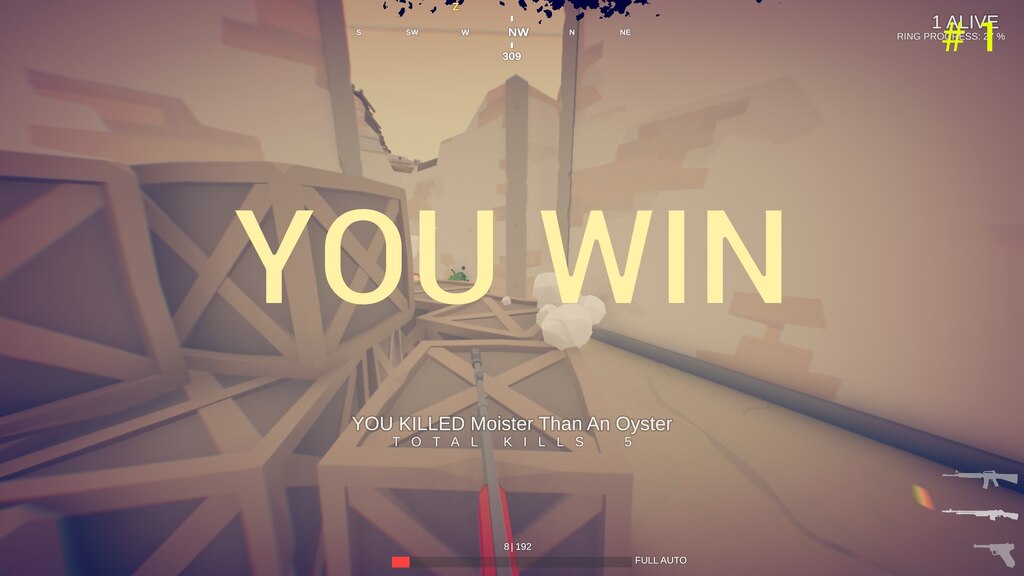 Z
S SW W NW N NE
309
1 ALIVE
# 1
YOU WIN
YOU KILLED Moister Than An Oyster
TOTAL KILLS 5
8|192
FULL AUTO